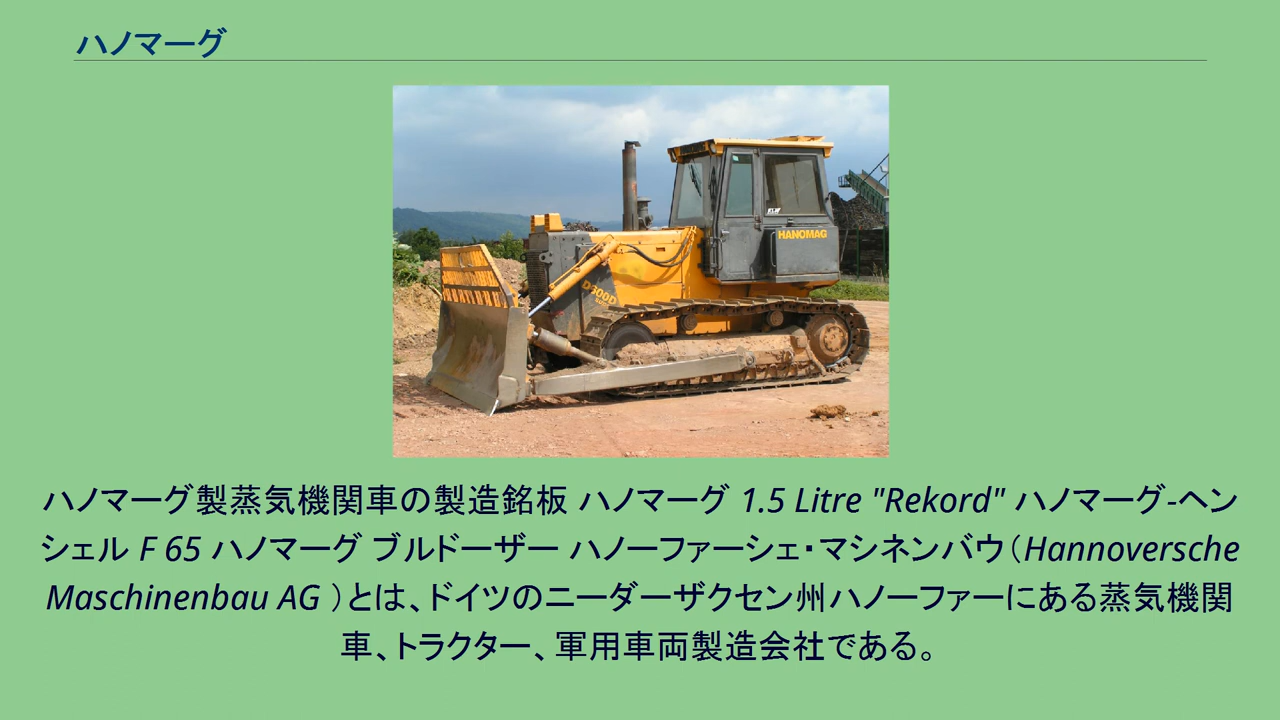 ハノマーグ
HANOMAG
D600D
ハノマーグ製蒸気機関車の製造銘板 ハノマーグ 1.5 Litre "Rekord" ハノマーグ-ヘン
シェル F 65 ハノマーグ ブルドーザー ハノーファーシェ・マシネンバウ（Hannoversche
Maschinenbau AG ）とは、ドイツのニーダーザクセン州ハノーファーにある蒸気機関
車、トラクター、軍用車両製造会社である。